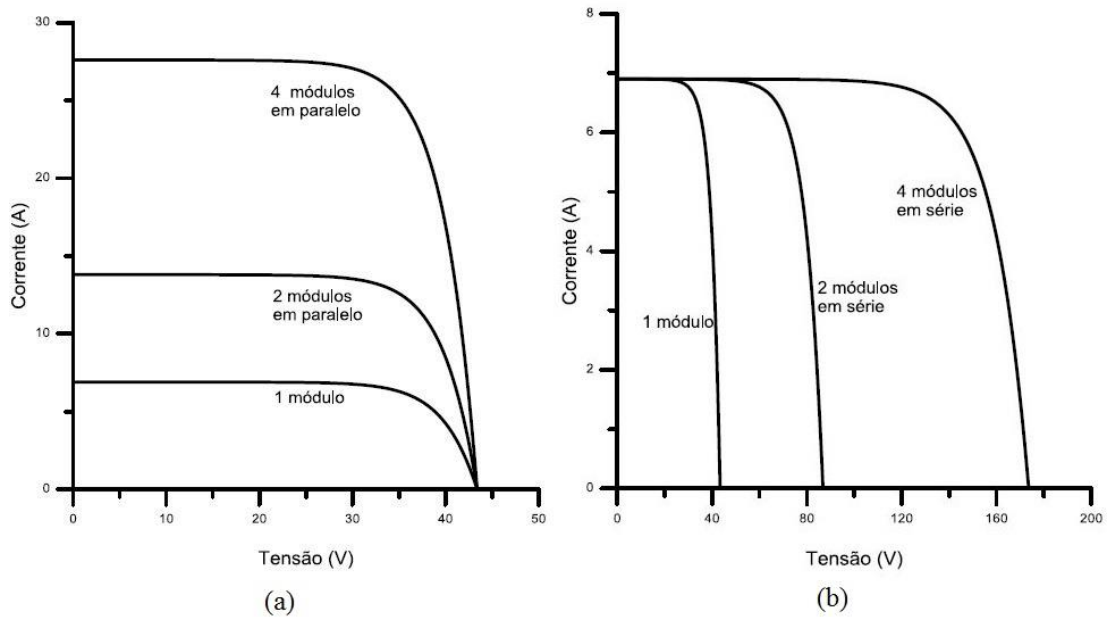 30
20
10
0
Corrente (A)
4 módulos
em paralelo
2 módulos
em paralelo
1 módulo
0 10 20 30 40 50
Tensão (V)
(a)
8
6
4
2
0
Corrente (A)
4 módulos
em série
2 módulos
em série
1 módulo
0 40 80 120 160 200
Tensão (V)
(b)